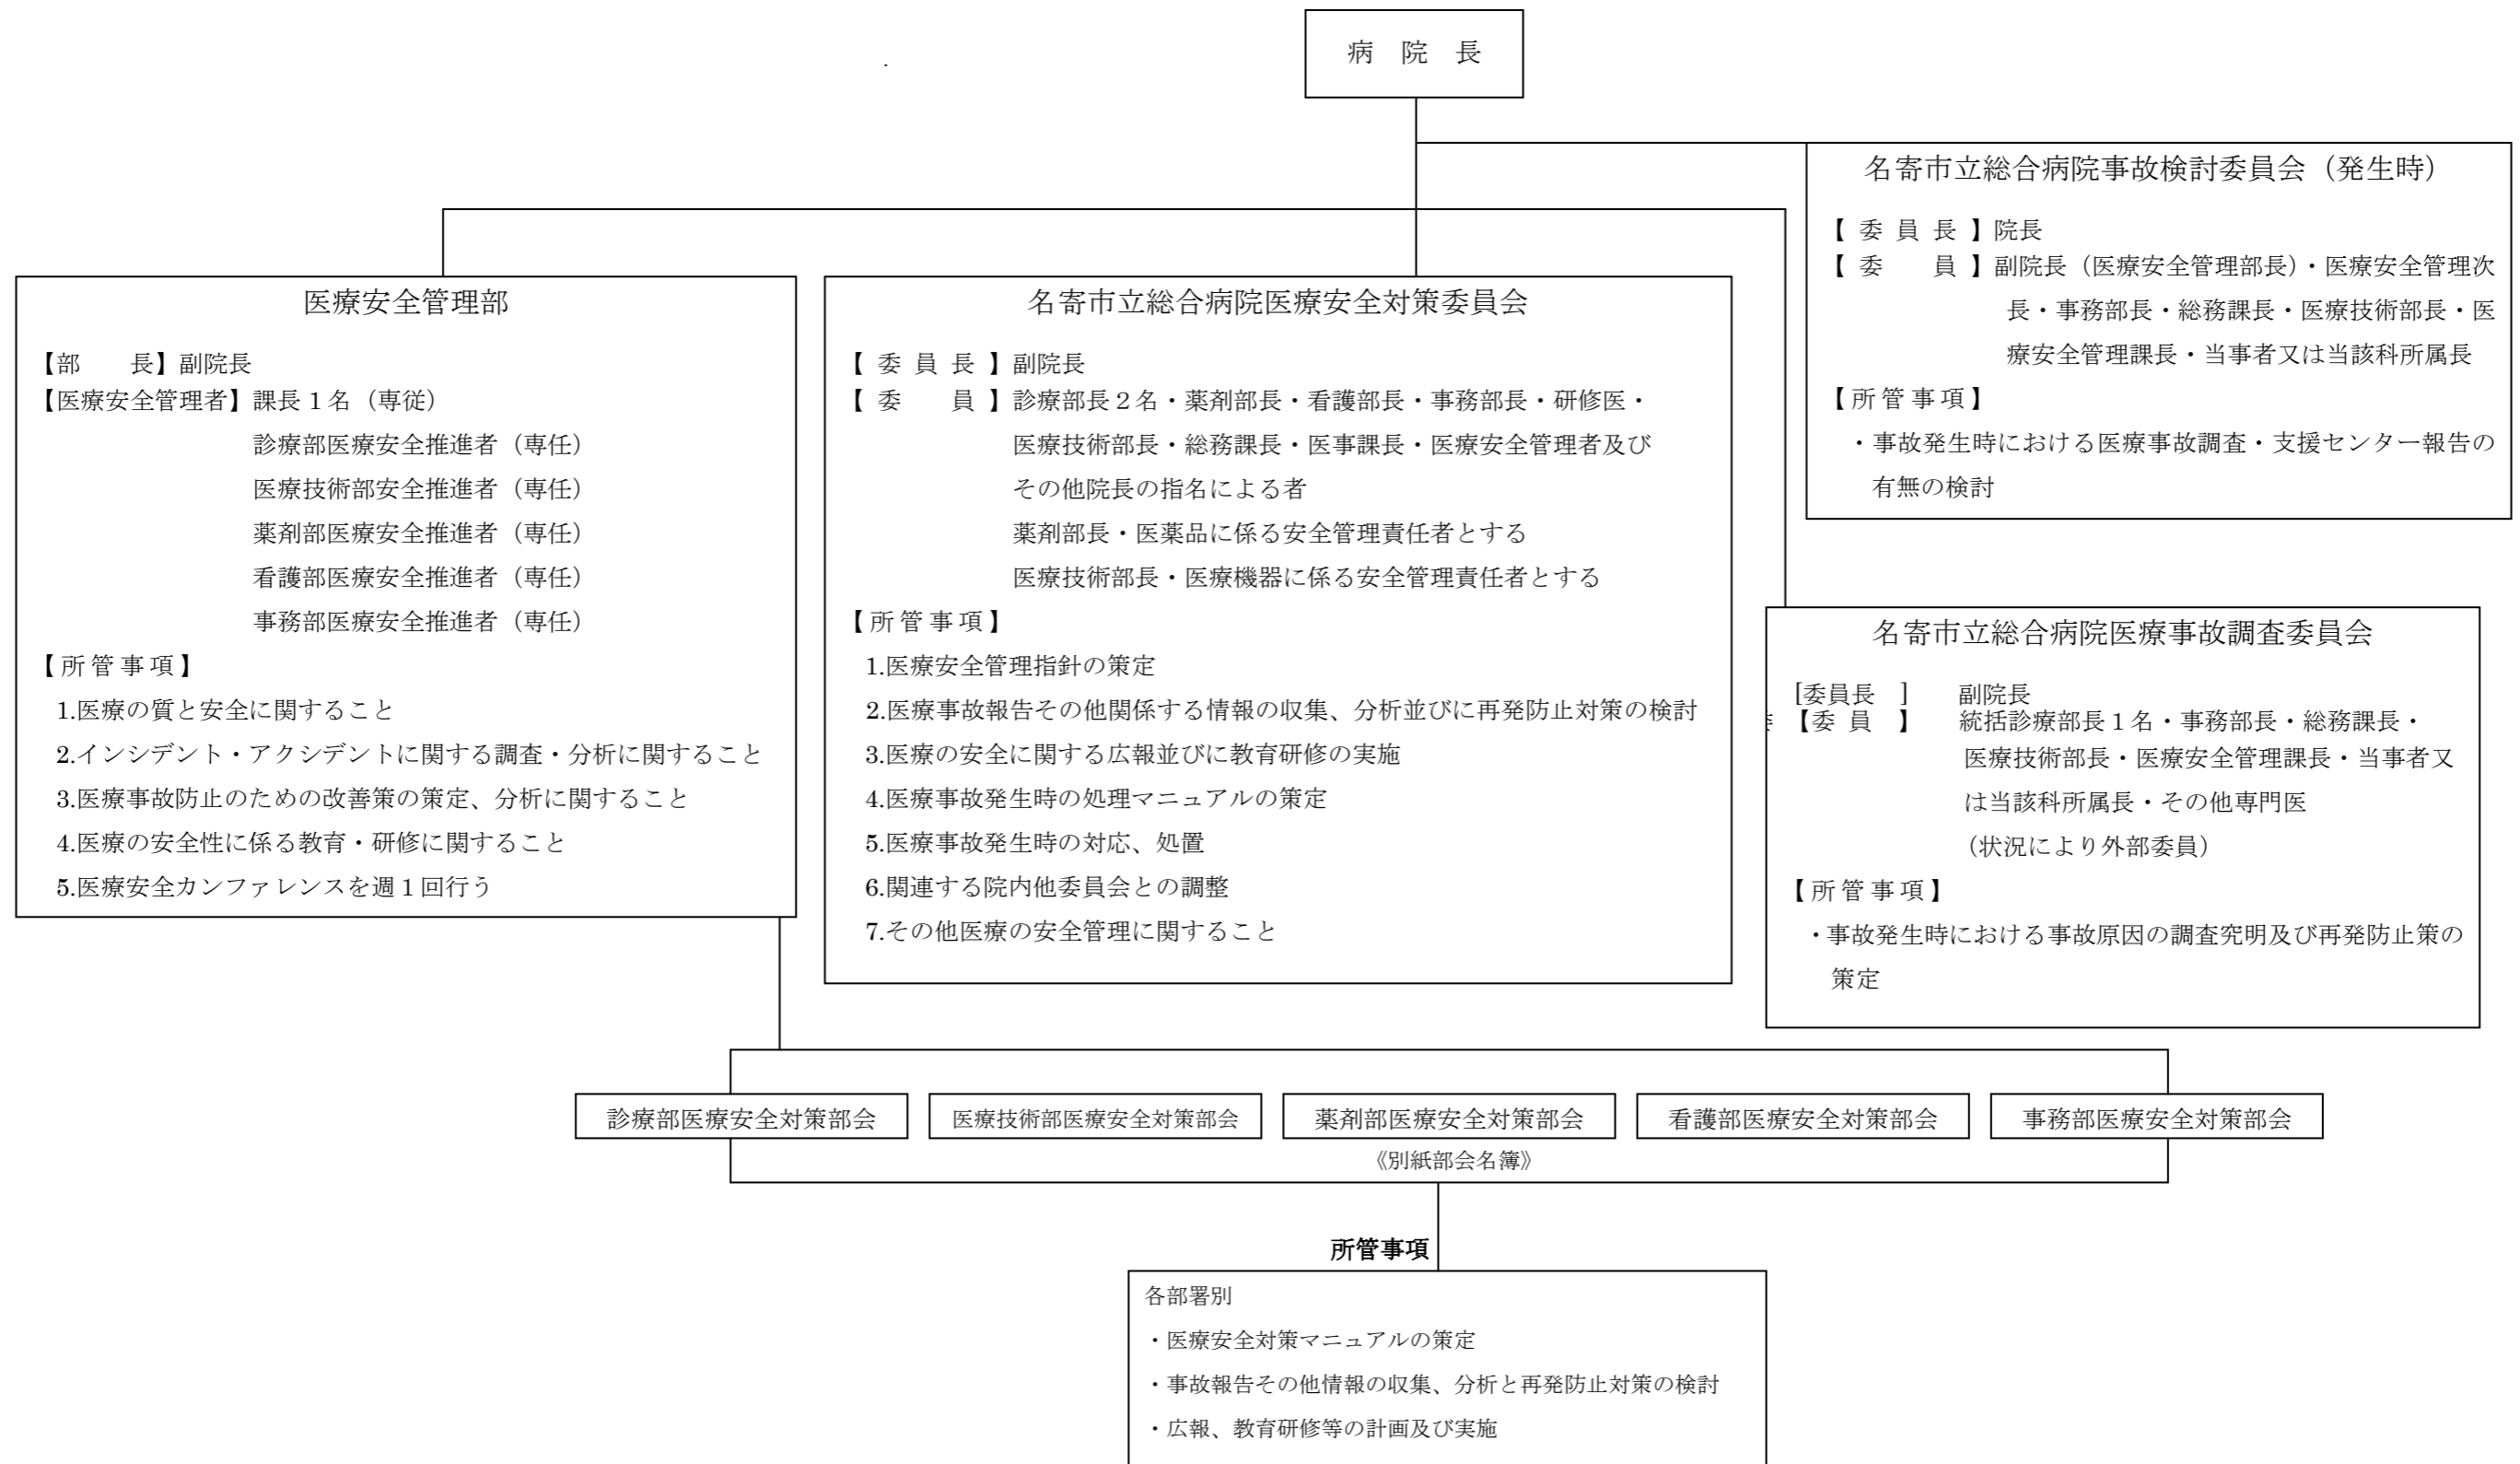 病　院　長
名寄市立総合病院事故検討委員会（発生時）
【 委 員 長 】院長
【 委　　員 】副院長（医療安全管理部長）・医療安全管理次
長・事務部長・総務課長・医療技術部長・医
療安全管理課長・当事者又は当該科所属長
【所管事項】
・事故発生時における医療事故調査・支援センター報告の
有無の検討
医療安全管理部
【部　　長】副院長
【医療安全管理者】課長１名（専従）
診療部医療安全推進者（専任）
医療技術部安全推進者（専任）
薬剤部医療安全推進者（専任）
看護部医療安全推進者（専任）
事務部医療安全推進者（専任）
【所管事項】
1.医療の質と安全に関すること
2.インシデント・アクシデントに関する調査・分析に関すること
3.医療事故防止のための改善策の策定、分析に関すること
4.医療の安全性に係る教育・研修に関すること
5.医療安全カンファレンスを週１回行う
名寄市立総合病院医療安全対策委員会
【 委 員 長 】副院長
【 委　　員 】診療部長２名・薬剤部長・看護部長・事務部長・研修医・
医療技術部長・総務課長・医事課長・医療安全管理者及び
その他院長の指名による者
薬剤部長・医薬品に係る安全管理責任者とする
医療技術部長・医療機器に係る安全管理責任者とする
【所管事項】
1.医療安全管理指針の策定
2.医療事故報告その他関係する情報の収集、分析並びに再発防止対策の検討
3.医療の安全に関する広報並びに教育研修の実施
4.医療事故発生時の処理マニュアルの策定
5.医療事故発生時の対応、処置
6.関連する院内他委員会との調整
7.その他医療の安全管理に関すること
名寄市立総合病院医療事故調査委員会
[委員長　]　　副院長
【委 員　】　　統括診療部長１名・事務部長・総務課長・
医療技術部長・医療安全管理課長・当事者又
は当該科所属長・その他専門医
（状況により外部委員）
【所管事項】
・事故発生時における事故原因の調査究明及び再発防止策の
策定
診療部医療安全対策部会　医療技術部医療安全対策部会　薬剤部医療安全対策部会　看護部医療安全対策部会　事務部医療安全対策部会
《別紙部会名簿》
所管事項
各部署別
・医療安全対策マニュアルの策定
・事故報告その他情報の収集、分析と再発防止対策の検討
・広報、教育研修等の計画及び実施